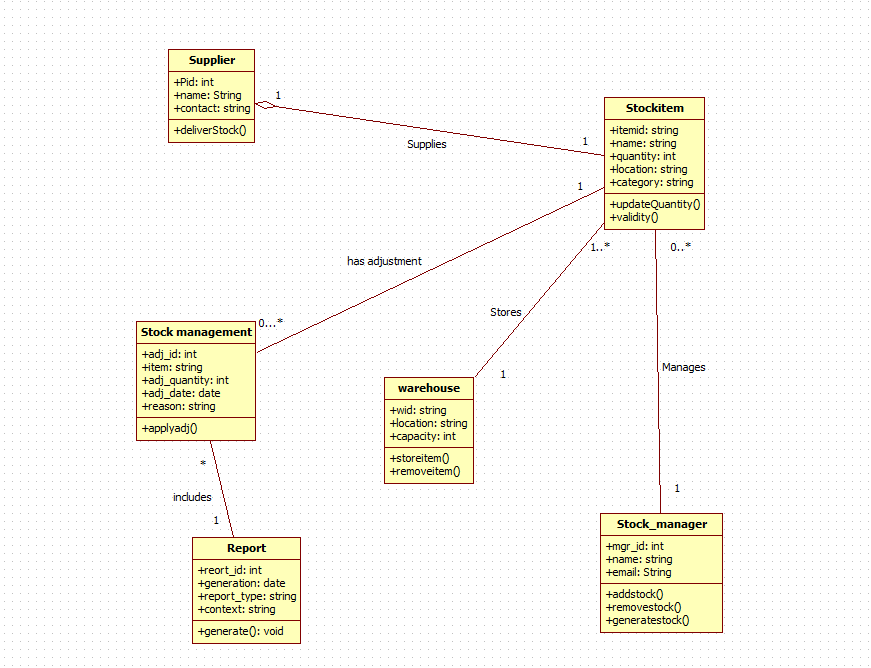 Supplier
+Pid: int
+name: String
+contact: string
+deliverStock()
1
Supplies
1
Stockitem
+itemid: string
+name: string
+quantity: int
+location: string
+category: string
+updateQuantity()
+validity()
1
has adjustment
0...*
1..*
Stores
1
0..*
Manages
1
Stock management
+adj_id: int
+item: string
+adj_quantity: int
+adj_date: date
+reason: string
+applyadj()
warehouse
+wid: string
+location: string
+capacity: int
+storeitem()
+removeitem()
*
includes
1
Report
+reort_id: int
+generation: date
+report_type: string
+context: string
+generate(): void
Stock_manager
+mgr_id: int
+name: string
+email: String
+addstock()
+removestock()
+generatestock()